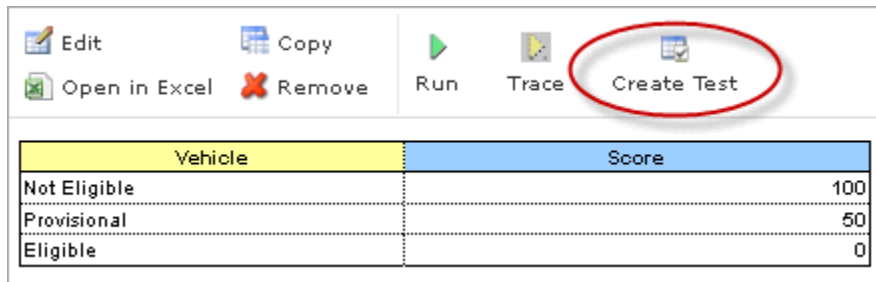 Edit Copy
Open in Excel Remove
Run Trace Create Test
Vehicle Score
Not Eligible 100
Provisional 50
Eligible 0